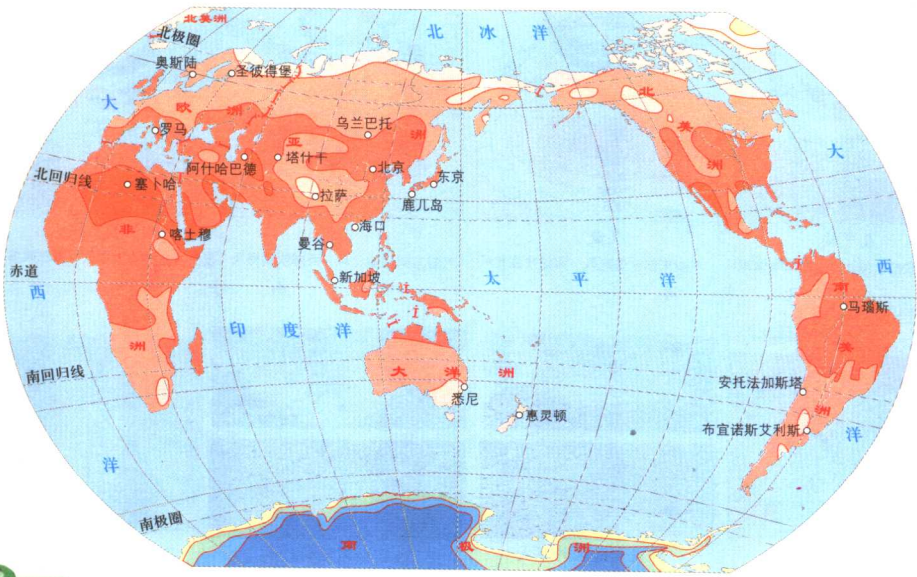 北美洲
北极圈
北冰洋
奥斯陆
圣彼得堡
大
欧洲
北
罗马
乌兰巴托
洲
亚
美
大
阿什哈巴德
塔什干
北京
洲
北回归线
塞卜哈
拉萨
东京
鹿儿岛
非
喀土穆
海口
曼谷
赤道
西
新加坡
太平洋
南
西
马瑞斯
印度洋
洲
美
南回归线
大洋洲
安托法加斯塔
悉尼
惠灵顿
洲
布宜诺斯艾利斯
洋
洋
南极圈
南极洲